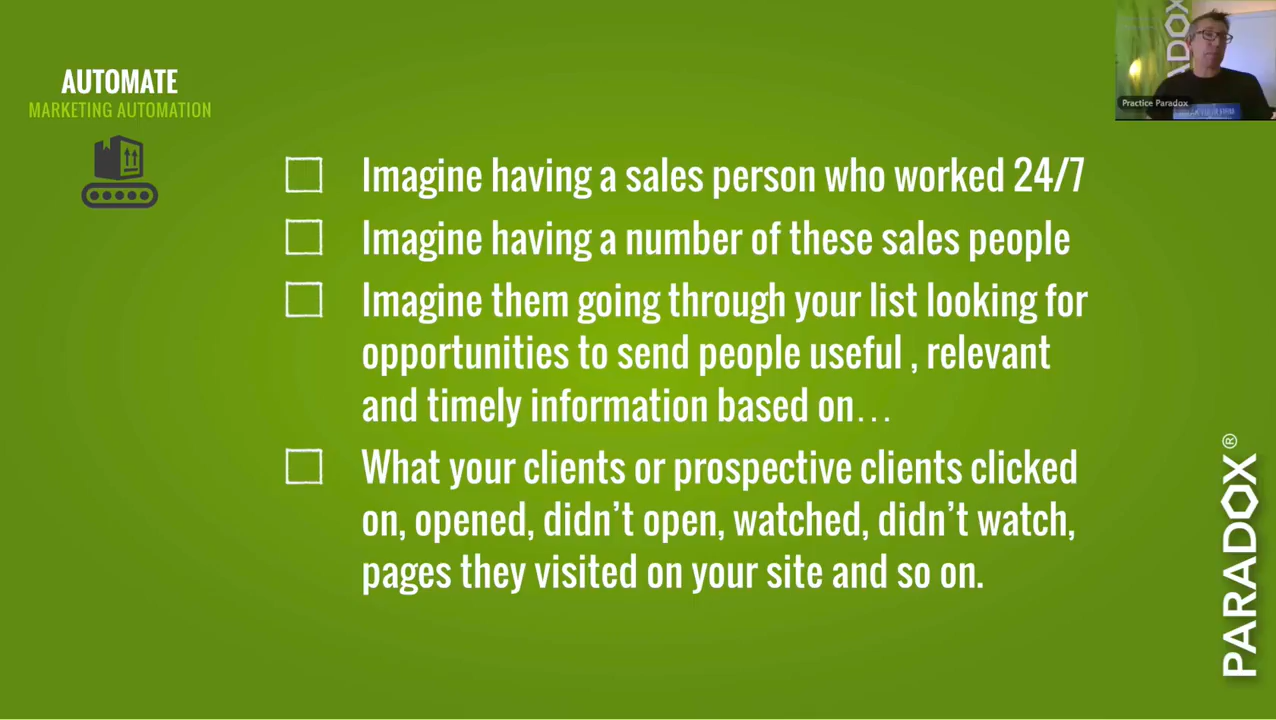 AUTOMATE
MARKETING AUTOMATION
Imagine having a sales person who worked 24/7
Imagine having a number of these sales people
Imagine them going through your list looking for
opportunities to send people useful , relevant
and timely information based on…
What your clients or prospective clients clicked
on, opened, didn’t open, watched, didn’t watch,
pages they visited on your site and so on.
Practice Paradox
PARADOX®